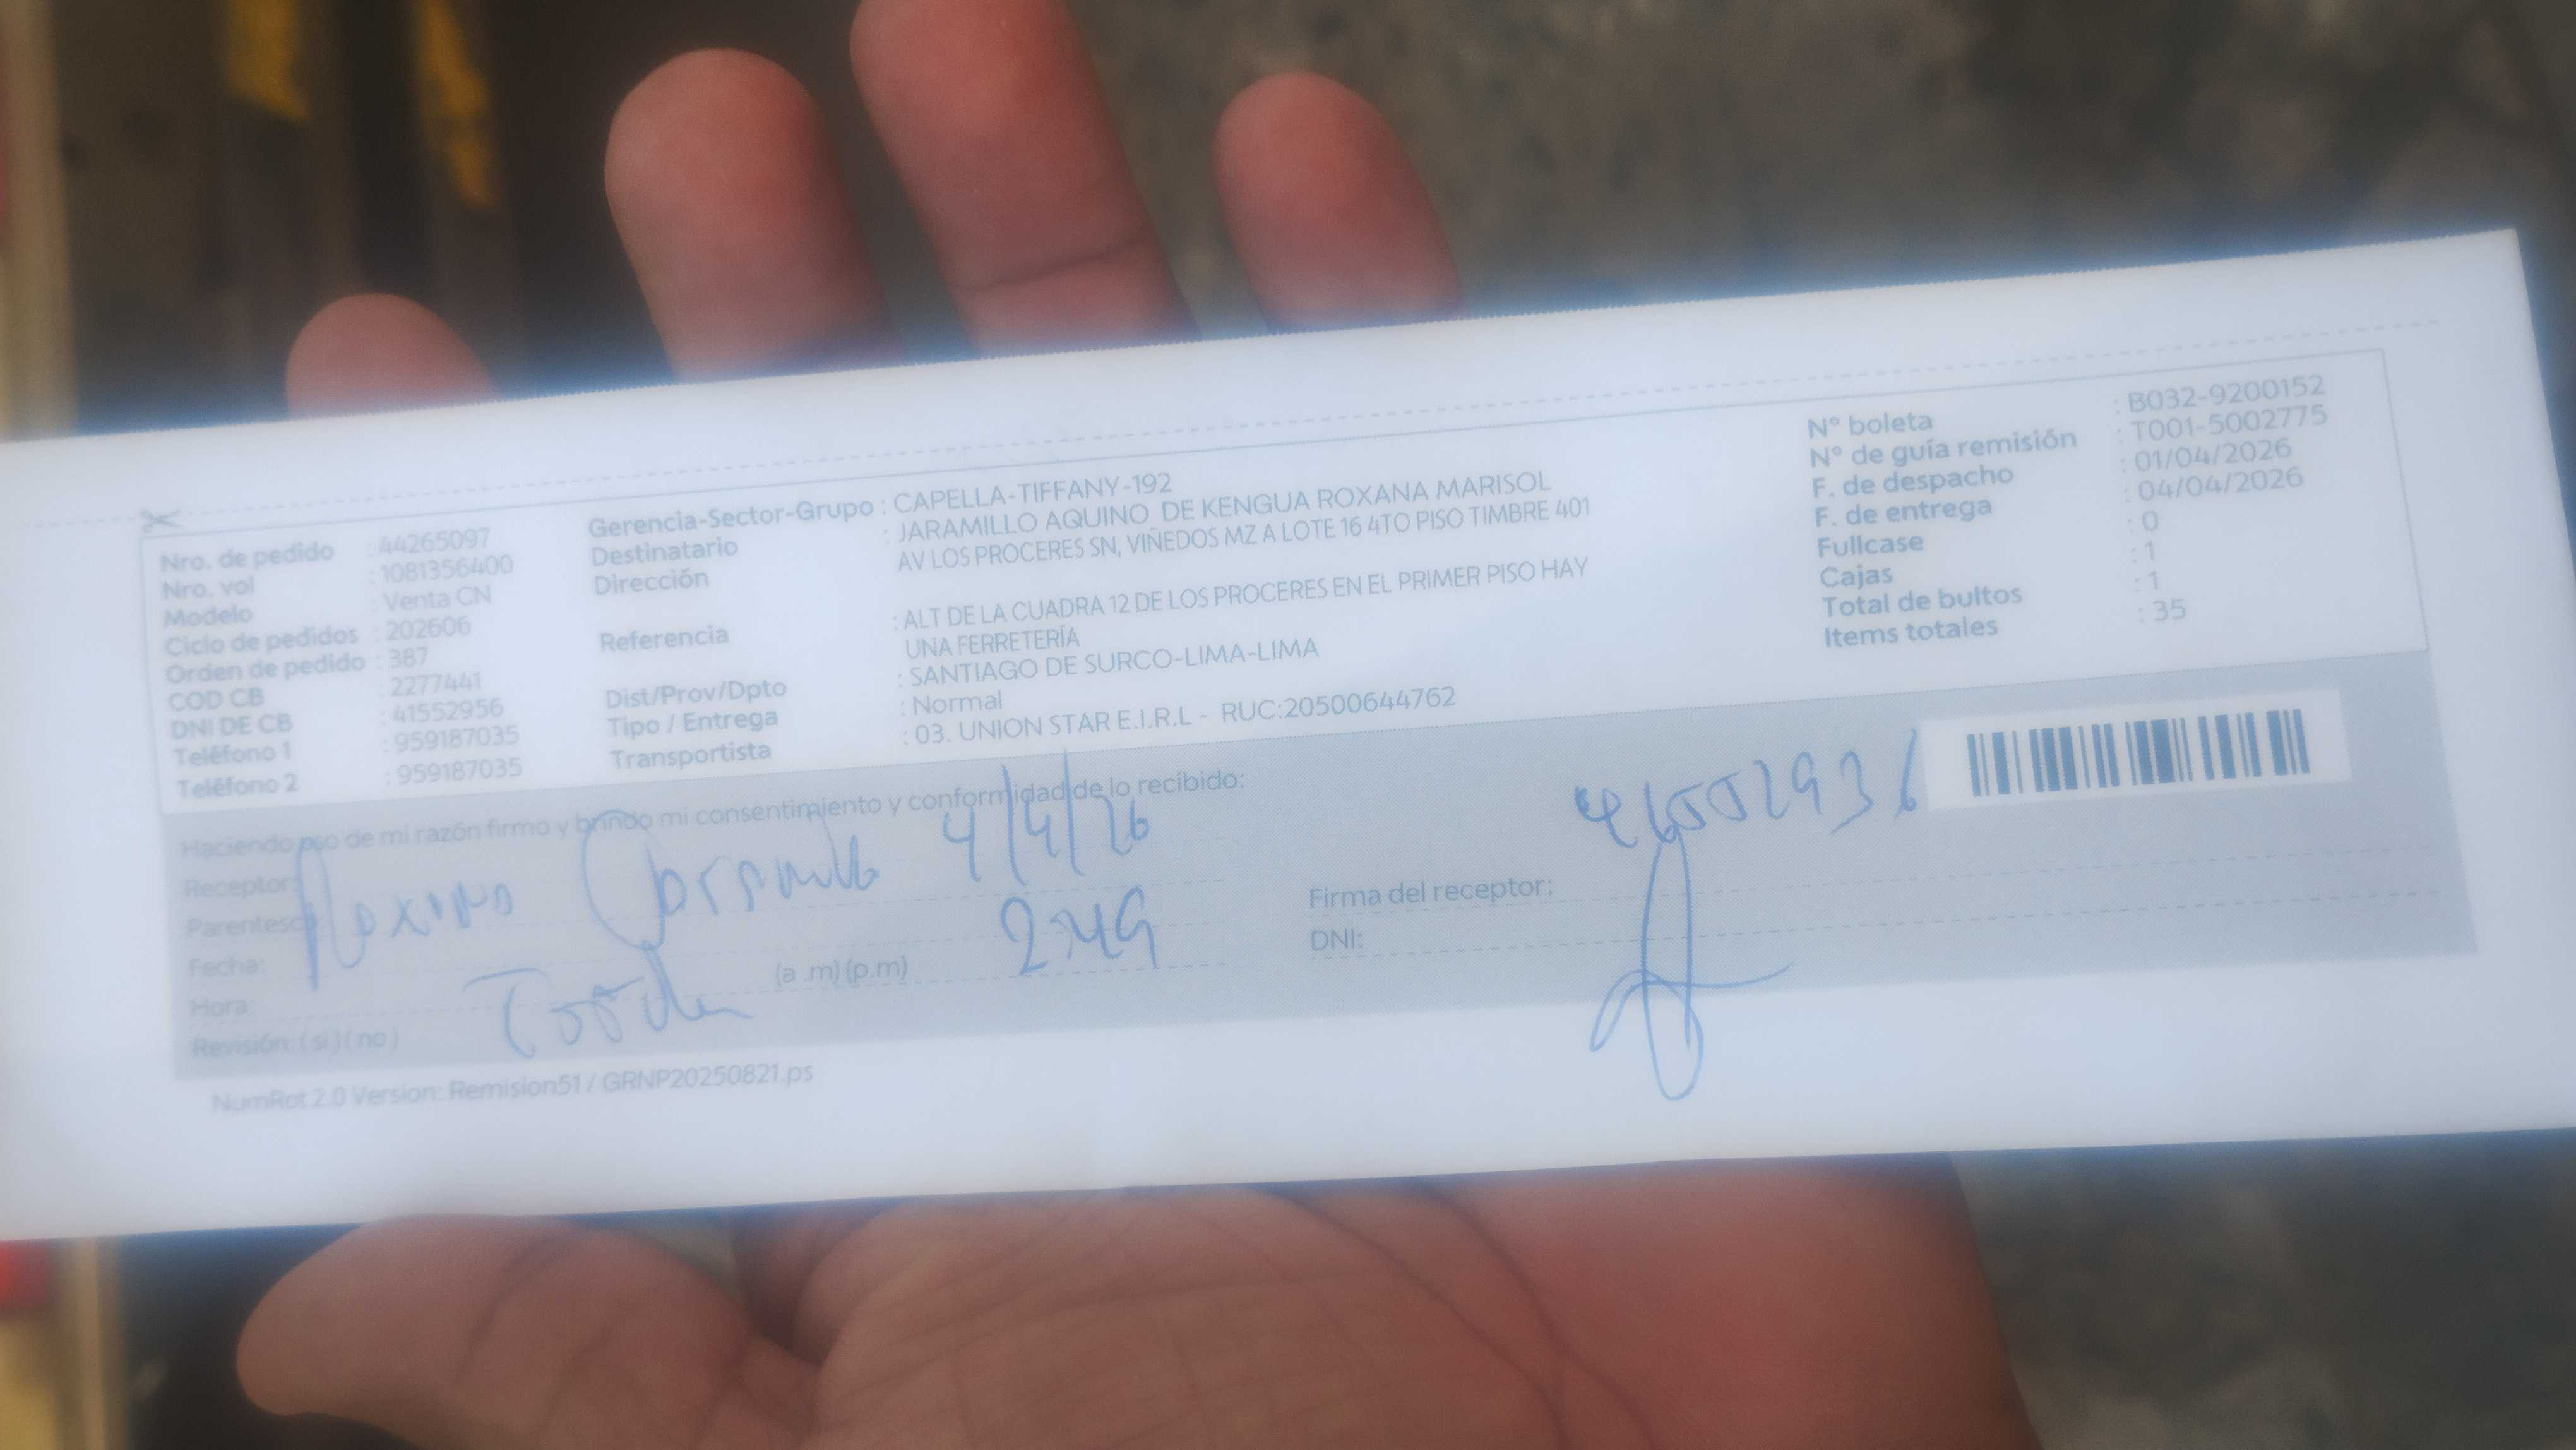 Nro. de pedido : 44265097
Nro. vol : 1081356400
Modelo : Venta CN
Ciclo de pedidos : 202606
Orden de pedido : 387
COD CB : 2277441
DNI DE CB : 41552956
Teléfono 1 : 959187035
Teléfono 2 : 959187035
Gerencia-Sector-Grupo : CAPELLA-TIFFANY-192
Destinatario : JARAMILLO AQUINO DE KENGUA ROXANA MARISOL
Dirección AV LOS PROCERES SN, VIÑEDOS MZ A LOTE 16 4TO PISO TIMBRE 401
Referencia : ALT DE LA CUADRA 12 DE LOS PROCERES EN EL PRIMER PISO HAY
UNA FERRETERÍA
Dist/Prov/Dpto : SANTIAGO DE SURCO-LIMA-LIMA
Tipo / Entrega : Normal
Transportista : 03. UNION STAR E.I.R.L - RUC:20500644762
N° boleta : B032-9200152
N° de guía remisión : T001-5002775
F. de despacho : 01/04/2026
F. de entrega : 04/04/2026
Fullcase : 0
Cajas : 1
Total de bultos : 1
Items totales : 35
Haciendo uso de mi razón firmo y brindo mi consentimiento y conformidad de lo recibido:
Receptor: 4/4/26
Parentesco
Fecha:
Hora: (a .m) (p.m) 2:49
Revisión: ( si ) ( no )
Firma del receptor:
DNI:
NumRot 2.0 Version: Remision51 / GRNP20250821.ps